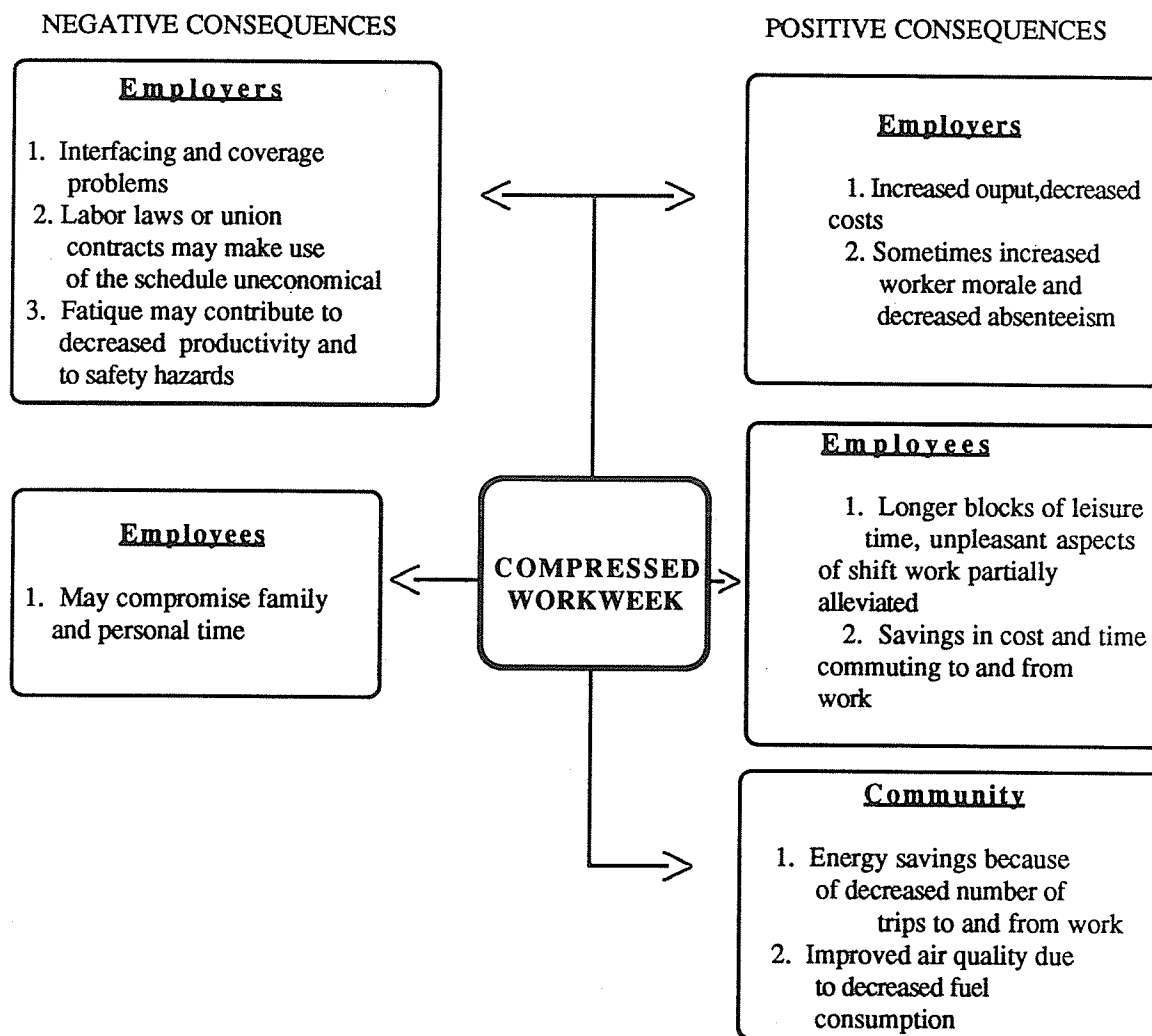 NEGATIVE CONSEQUENCES
Employers
1. Interfacing and coverage
problems
2. Labor laws or union
contracts may make use
of the schedule uneconomical
3. Fatique may contribute to
decreased productivity and
to safety hazards
Employees
1. May compromise family
and personal time
COMPRESSED
WORKWEEK
POSITIVE CONSEQUENCES
Employers
1. Increased ouput,decreased
costs
2. Sometimes increased
worker morale and
decreased absenteeism
Employees
1. Longer blocks of leisure
time, unpleasant aspects
of shift work partially
alleviated
2. Savings in cost and time
commuting to and from
work
Community
1. Energy savings because
of decreased number of
trips to and from work
2. Improved air quality due
to decreased fuel
consumption